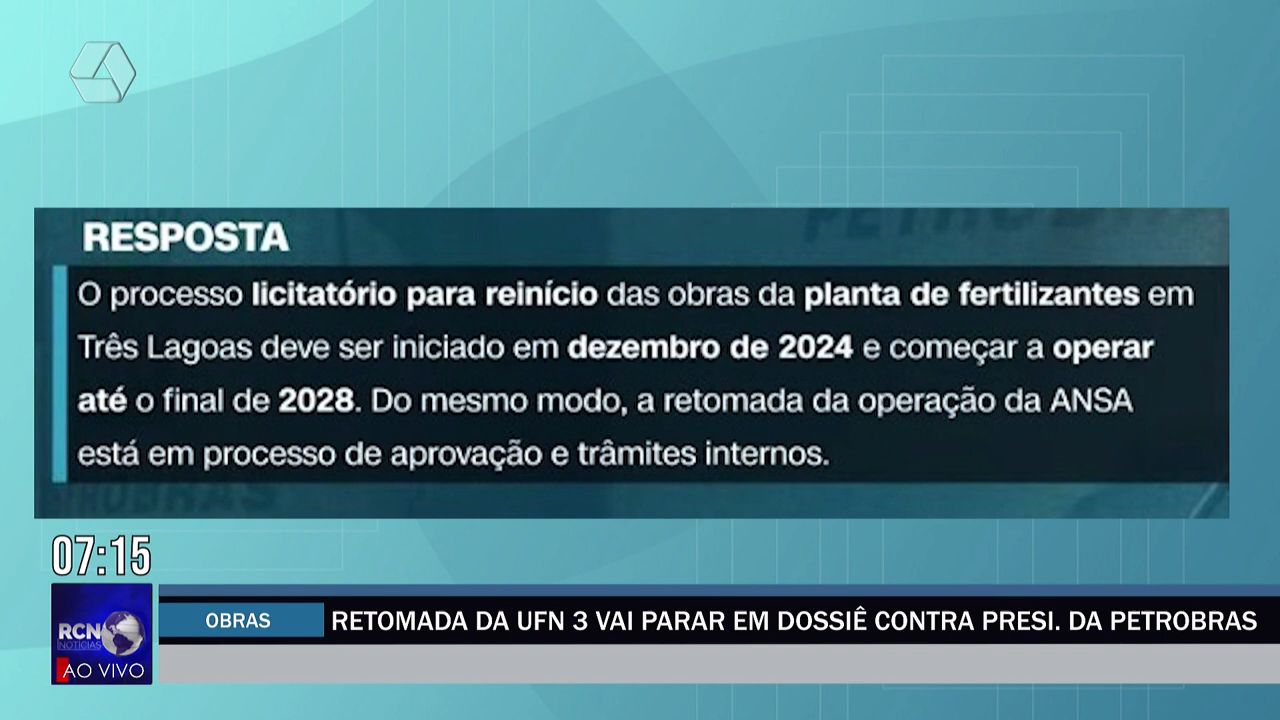 RESPOSTA
O processo licitatório para reinício das obras da planta de fertilizantes em
Três Lagoas deve ser iniciado em dezembro de 2024 e começar a operar
até o final de 2028. Do mesmo modo, a retomada da operação da ANSA
está em processo de aprovação e trâmites internos.
07:15
RCN
NOTÍCIAS
AO VIVO
OBRAS
RETOMADA DA UFN 3 VAI PARAR EM DOSSIÊ CONTRA PRESI. DA PETROBRAS